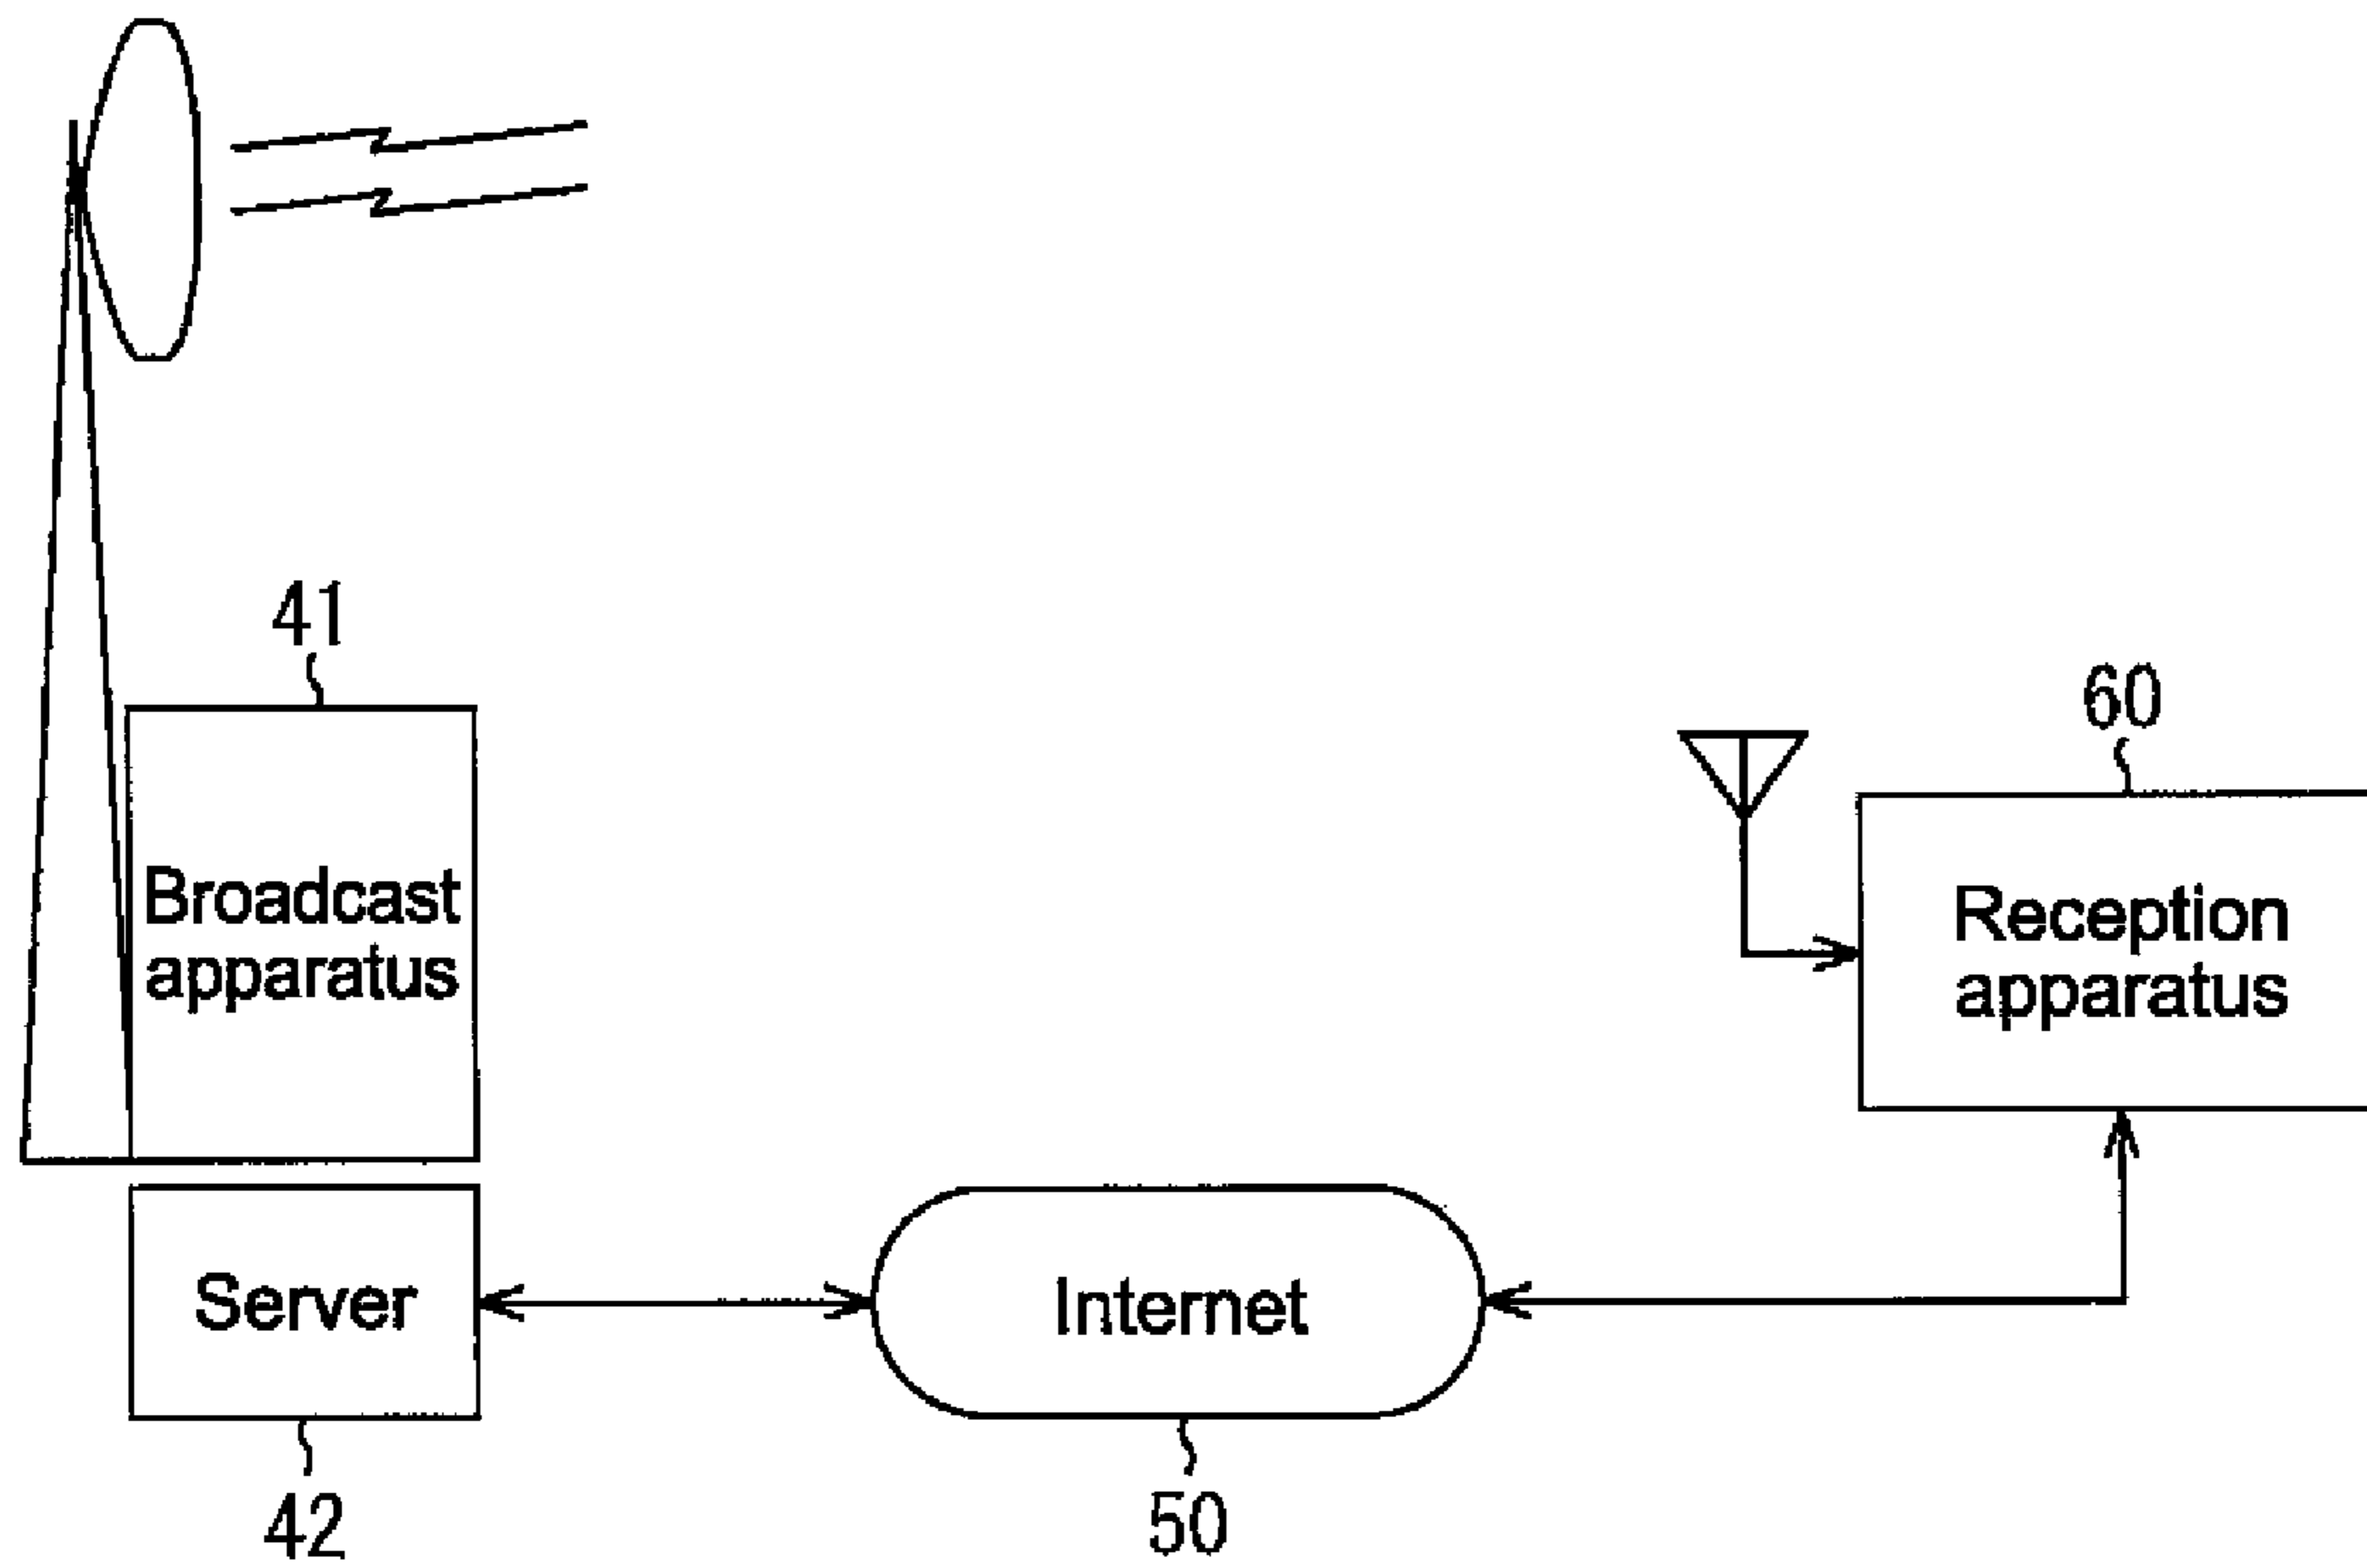 41
Broadcast
apparatus
60
Reception
apparatus
Server
Internet
42
50